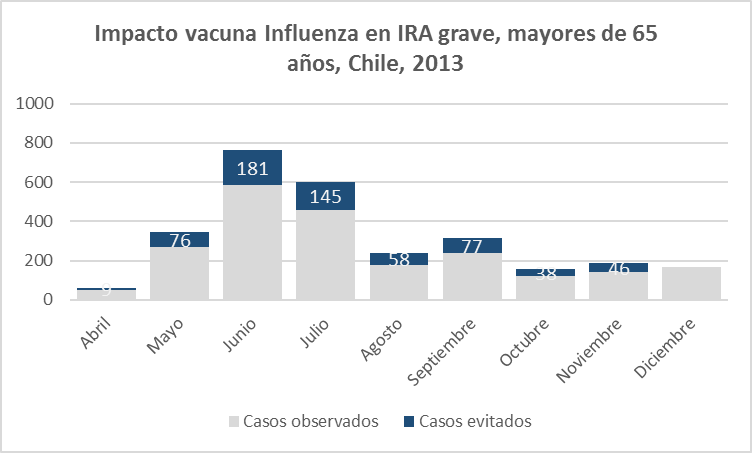 Impacto vacuna Influenza en IRA grave, mayores de 65
años, Chile, 2013
1000
800
600
400
200
0
9
76
181
145
58
77
38
46
Abril
Mayo
Junio
Julio
Agosto
Septiembre
Octubre
Noviembre
Diciembre
Casos observados
Casos evitados